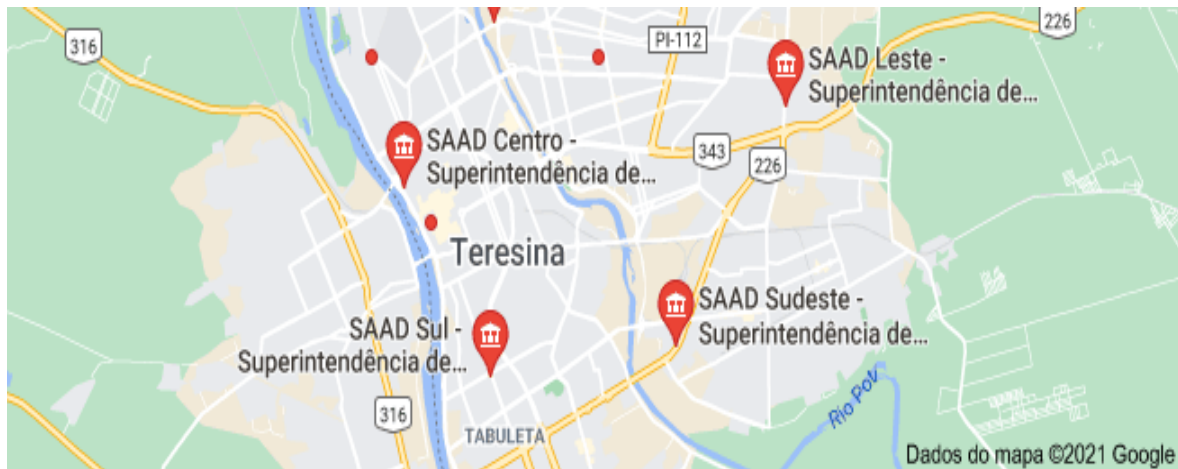 316
226
PI-112
SAAD Leste -
Superintendência de...
SAAD Centro -
Superintendência de...
343
226
Teresina
SAAD Sudeste -
Superintendência de...
SAAD Sul -
Superintendência de...
316
TABULETA
Rio Poti
Dados do mapa ©2021 Google